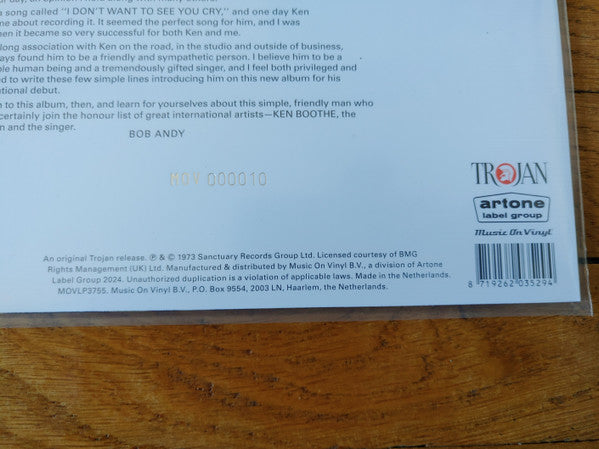 a song called "I DON'T WANT TO SEE YOU CRY," and one day Ken
me about recording it. It seemed the perfect song for him, and I was
en it became so very successful for both Ken and me.
long association with Ken on the road, in the studio and outside of business,
ays found him to be a friendly and sympathetic person. I believe him to be a
le human being and a tremendously gifted singer, and I feel both privileged and
d to write these few simple lines introducing him on this new album for his
tional debut.
n to this album, then, and learn for yourselves about this simple, friendly man who
certainly join the honour list of great international artists—KEN BOOTHE, the
n and the singer.
BOB ANDY
MOV 000010
TROJAN
artone
label group
Music On Vinyl
An original Trojan release. ℗ & © 1973 Sanctuary Records Group Ltd. Licensed courtesy of BMG
Rights Management (UK) Ltd. Manufactured & distributed by Music On Vinyl B.V., a division of Artone
Label Group 2024. Unauthorized duplication is a violation of applicable laws. Made in the Netherlands.
MOVLP3755. Music On Vinyl B.V., P.O. Box 9554, 2003 LN, Haarlem, the Netherlands.
8 719262 035294